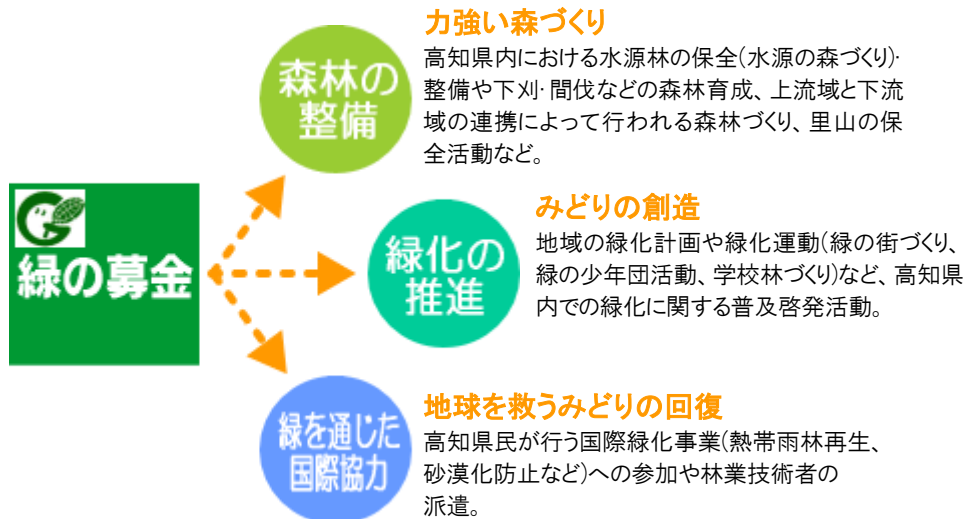 力強い森づくり
森林の
整備
高知県内における水源林の保全(水源の森づくり)・
整備や下刈・間伐などの森林育成、上流域と下流
域の連携によって行われる森林づくり、里山の保
全活動など。
緑の募金
みどりの創造
緑化の
推進
地域の緑化計画や緑化運動(緑の街づくり、
緑の少年団活動、学校林づくり)など、高知県
内での緑化に関する普及啓発活動。
地球を救うみどりの回復
緑を通じた
国際協力
高知県民が行う国際緑化事業(熱帯雨林再生、
砂漠化防止など)への参加や林業技術者の
派遣。